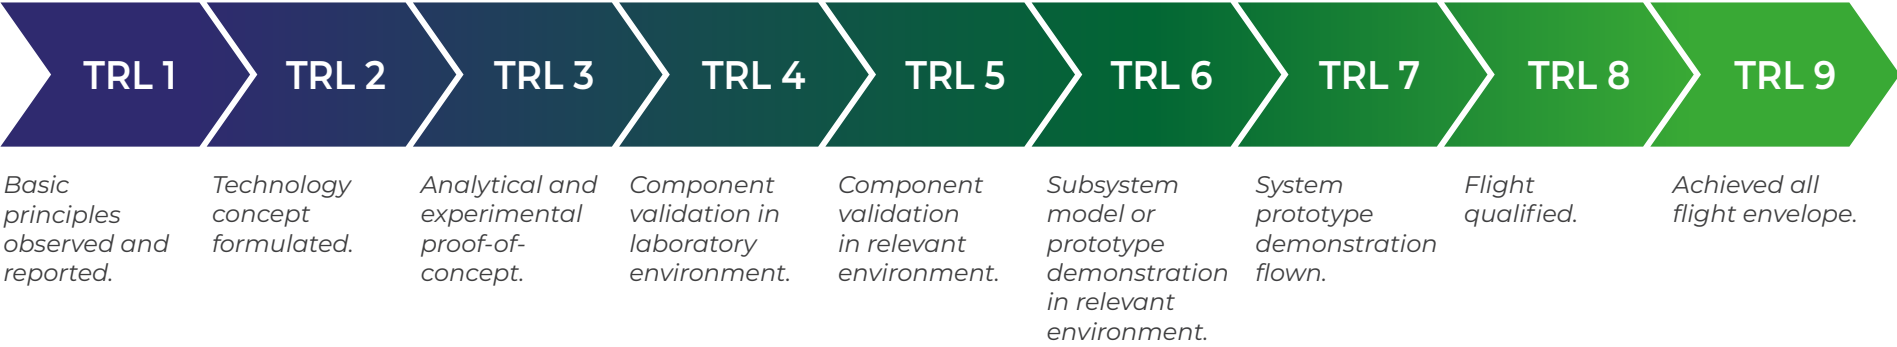 TRL 1
TRL 2
TRL 3
TRL 4
TRL 5
TRL 6
TRL 7
TRL 8
TRL 9
Basic
principles
observed and
reported.
Technology
concept
formulated.
Analytical and
experimental
proof-of-
concept.
Component
validation in
laboratory
environment.
Component
validation
in relevant
environment.
Subsystem
model or
prototype
demonstration
in relevant
environment.
System
prototype
demonstration
flown.
Flight
qualified.
Achieved all
flight envelope.